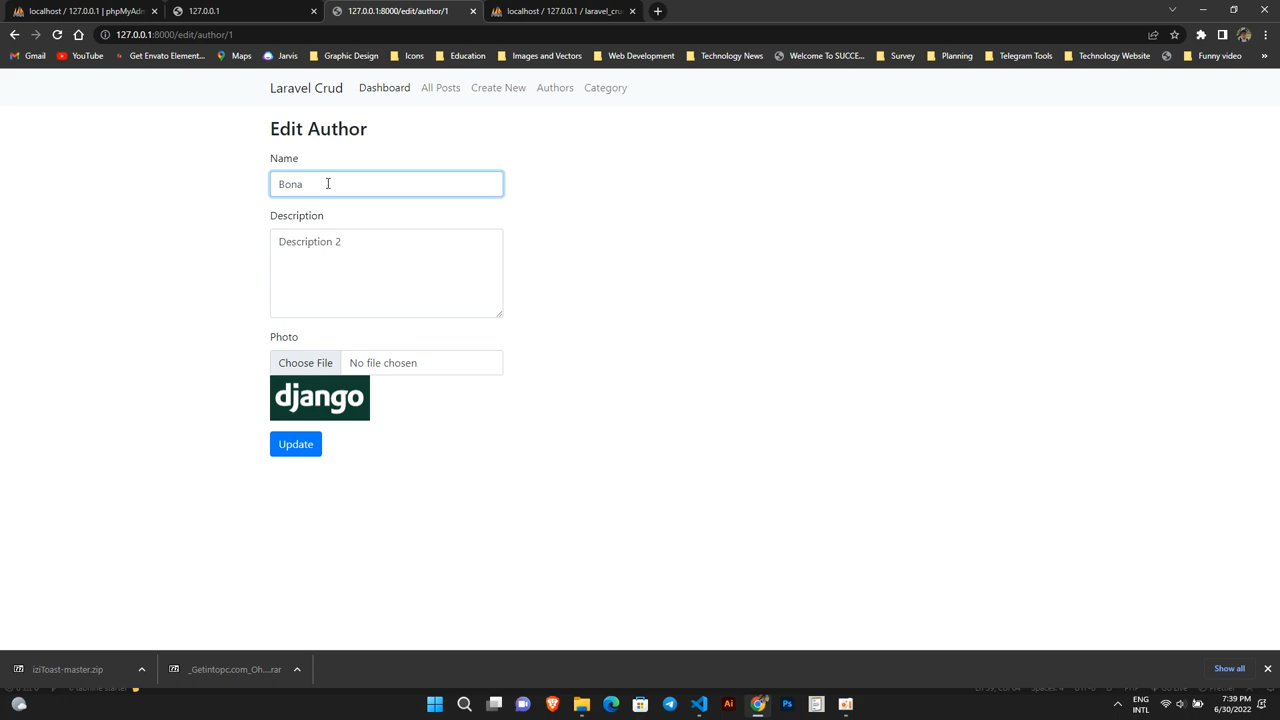 localhost / 127.0.0.1 | phpMyAdm
127.0.0.1
127.0.0.1:8000/edit/author/1
localhost / 127.0.0.1 / laravel_cru
127.0.0.1:8000/edit/author/1
Gmail
YouTube
Get Envato Element...
Maps
Jarvis
Graphic Design
Icons
Education
Images and Vectors
Web Development
Technology News
Welcome To SUCCE...
Survey
Planning
Telegram Tools
Technology Website
Funny video
Laravel Crud
Dashboard
All Posts
Create New
Authors
Category
Edit Author
Name
Bona
Description
Description 2
Photo
Choose File
No file chosen
django
Update
iziToast-master.zip
_Getintopc.com_Oh....rar
Show all
ENG
INTL
7:39 PM
6/30/2022